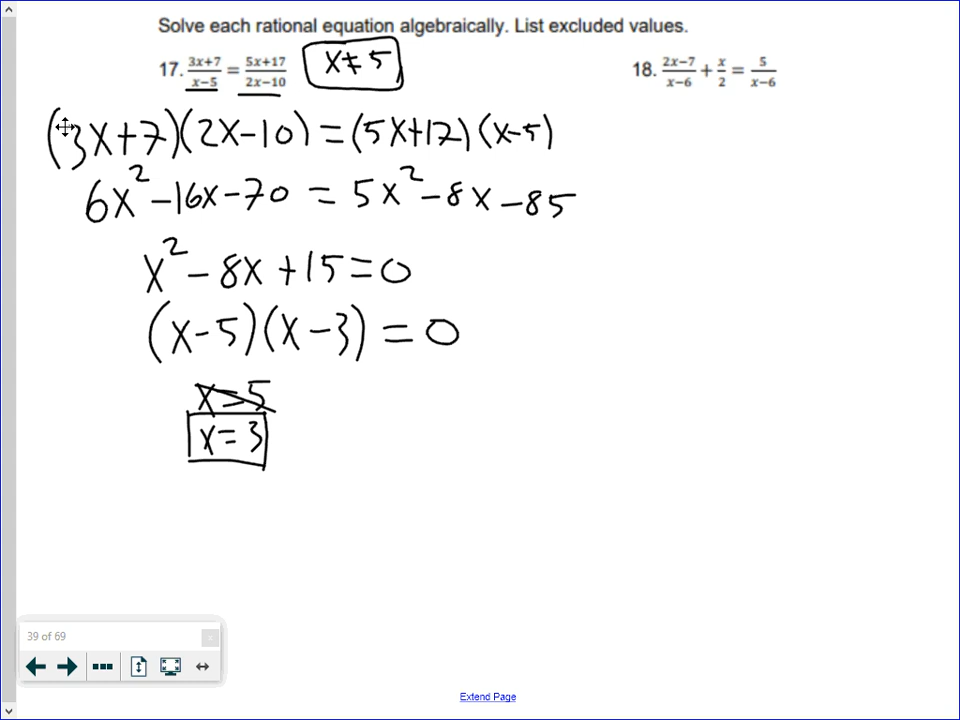 Solve each rational equation algebraically. List excluded values.
17. (3x+7)/(x−5) = (5x+17)/(2x−10) x≠5
18. (2x−7)/(x−6) + x/2 = 5/(x−6)
(3x+7)(2x-10)=(5x+17)(x-5)
6x²-16x-70 = 5x²-8x-85
x²-8x+15=0
(x-5)(x-3)=0
x=5
x=3
39 of 69
Extend Page